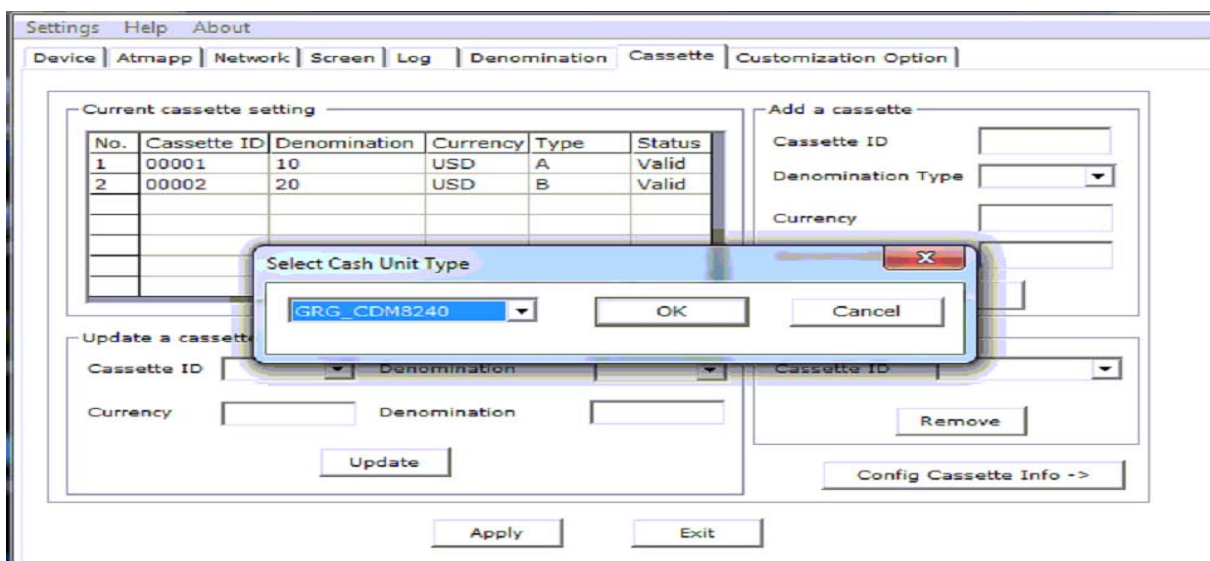 Settings Help About
Device Atmapp Network Screen Log Denomination Cassette Customization Option
Current cassette setting
No. Cassette ID Denomination Currency Type Status
1 00001 10 USD A Valid
2 00002 20 USD B Valid
Add a cassette
Cassette ID
Denomination Type
Currency
Select Cash Unit Type
GRG_CDM8240 OK Cancel
Update a cassette
Cassette ID Denomination
Currency Denomination
Update
Cassette ID
Remove
Config Cassette Info ->
Apply Exit